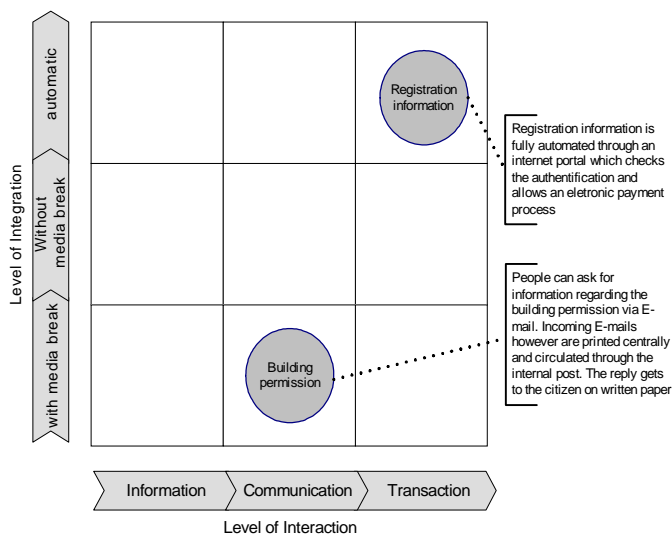 automatic
Without
media break
with media break
Level of Integration
Registration
information
Registration information is
fully automated through an
internet portal which checks
the authentification and
allows an eletronic payment
process
Building
permission
People can ask for
information regarding the
building permission via E-
mail. Incoming E-mails
however are printed centrally
and circulated through the
internal post. The reply gets
to the citizen on written paper
Information
Communication
Transaction
Level of Interaction